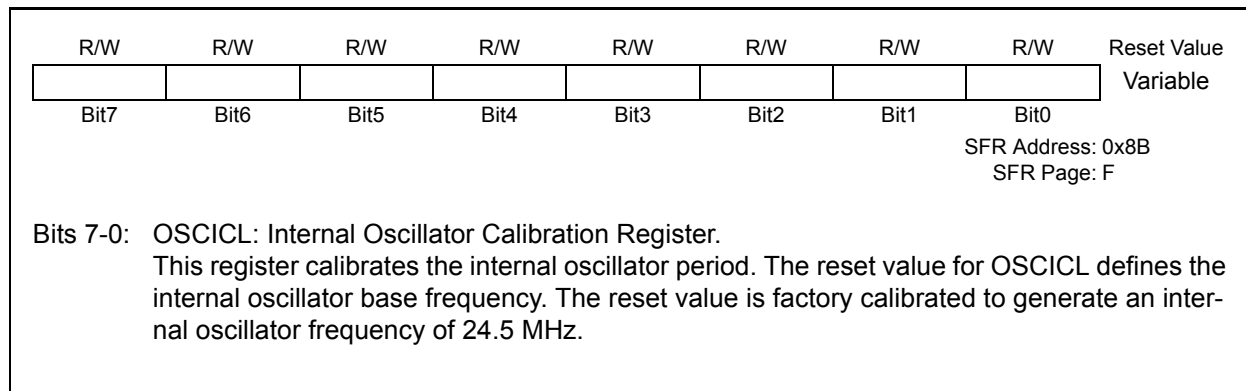 R/W R/W R/W R/W R/W R/W R/W R/W Reset Value
Variable
Bit7 Bit6 Bit5 Bit4 Bit3 Bit2 Bit1 Bit0
SFR Address: 0x8B
SFR Page: F
Bits 7-0: OSCICL: Internal Oscillator Calibration Register.
This register calibrates the internal oscillator period. The reset value for OSCICL defines the
internal oscillator base frequency. The reset value is factory calibrated to generate an inter-
nal oscillator frequency of 24.5 MHz.